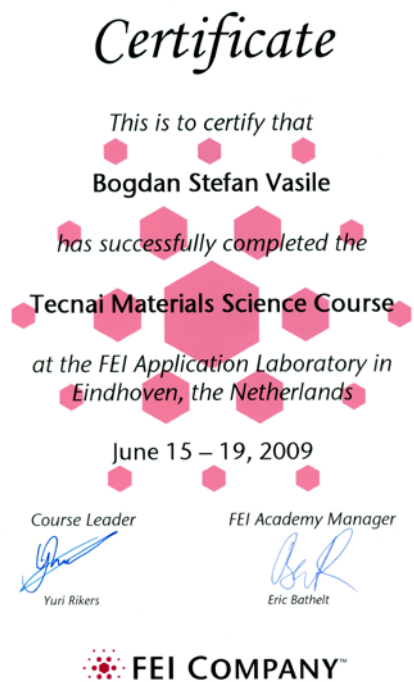 Certificate
This is to certify that
Bogdan Stefan Vasile
has successfully completed the
Tecnai Materials Science Course
at the FEI Application Laboratory in
Eindhoven, the Netherlands
June 15 – 19, 2009
Course Leader
FEI Academy Manager
Yuri Rikers
Eric Bathelt
FEI COMPANY™